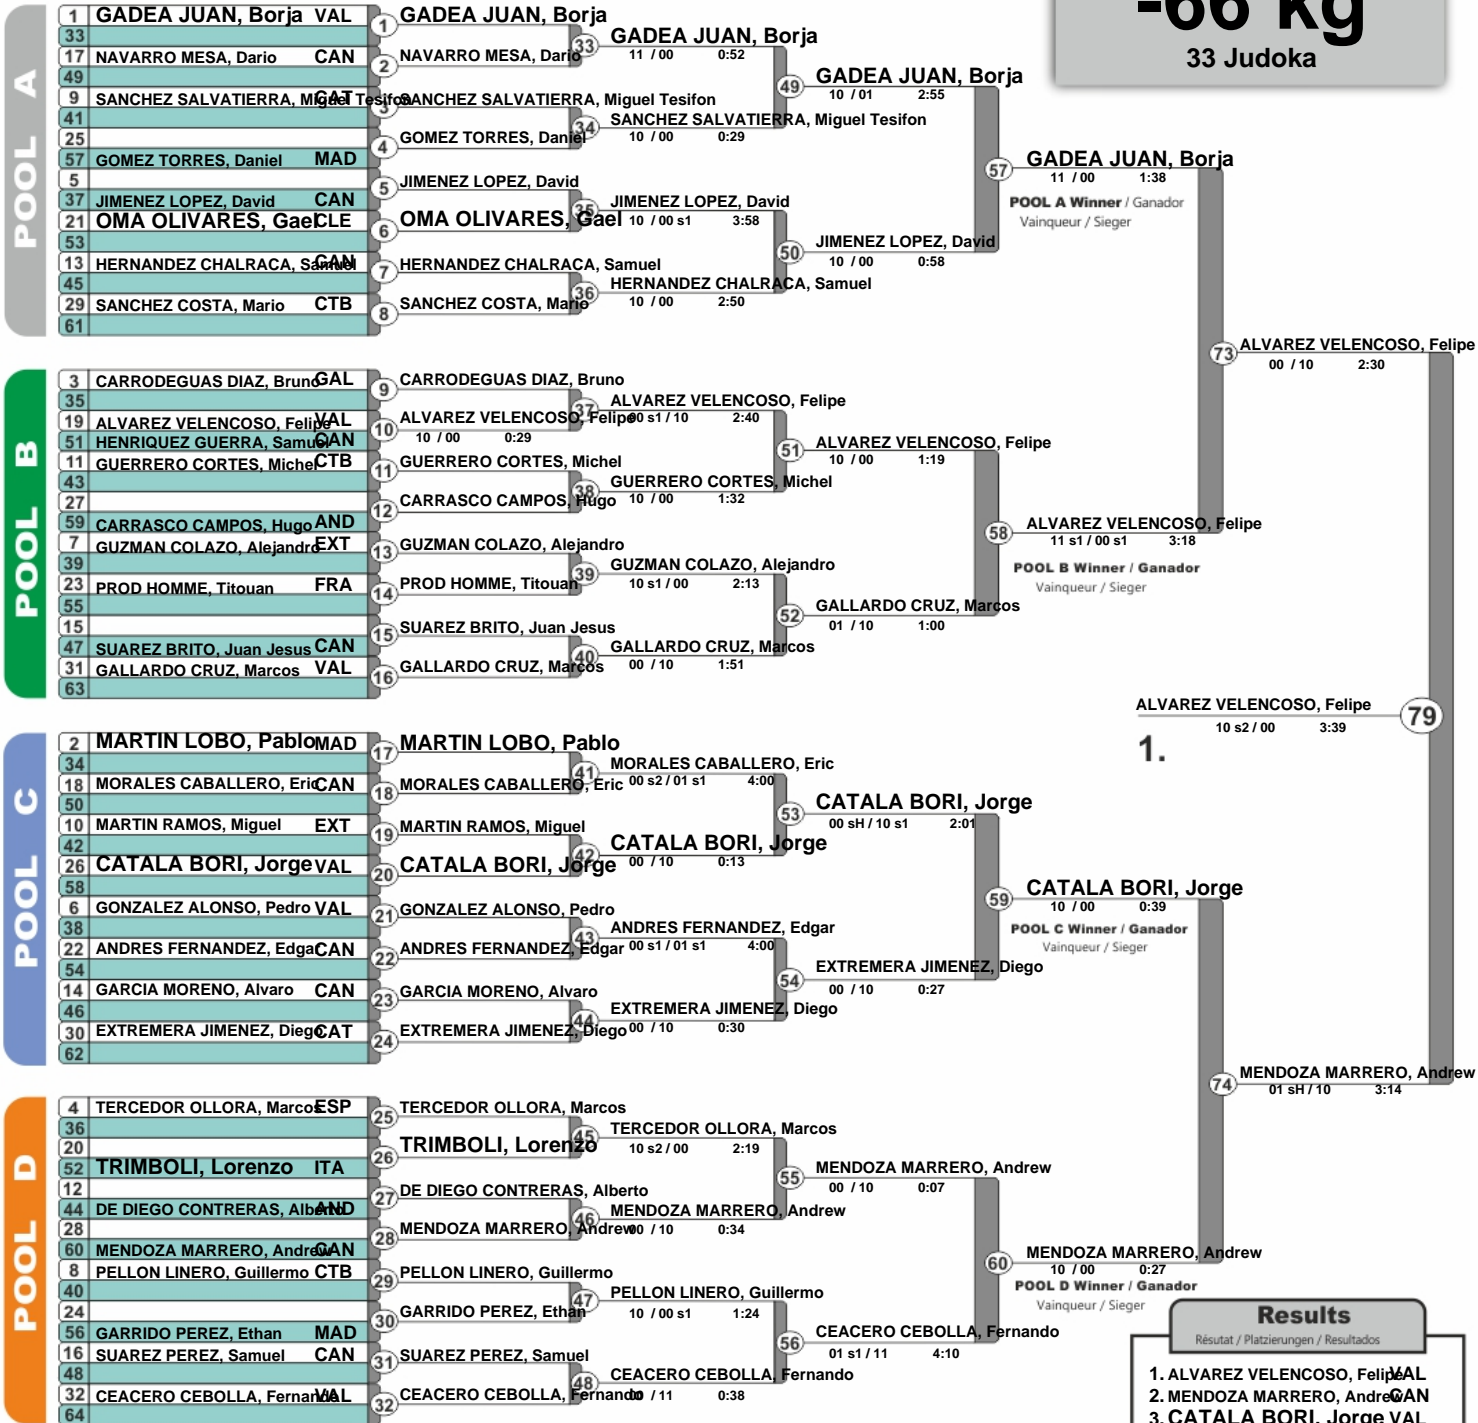 -66 kg
33 Judoka
POOL A
1 GADEA JUAN, Borja VAL
33
17 NAVARRO MESA, Dario CAN
49
9 SANCHEZ SALVATIERRA, Miguel Tesifon CAT
41
25
57 GOMEZ TORRES, Daniel MAD
5
37 JIMENEZ LOPEZ, David CAN
21 OMA OLIVARES, Gael CLE
53
13 HERNANDEZ CHALRACA, Samuel CAN
45
29 SANCHEZ COSTA, Mario CTB
61
1 GADEA JUAN, Borja
2 NAVARRO MESA, Dario
3 SANCHEZ SALVATIERRA, Miguel Tesifon
4 GOMEZ TORRES, Daniel
5 JIMENEZ LOPEZ, David
6 OMA OLIVARES, Gael
7 HERNANDEZ CHALRACA, Samuel
8 SANCHEZ COSTA, Mario
33 GADEA JUAN, Borja
11 / 00 0:52
34 SANCHEZ SALVATIERRA, Miguel Tesifon
10 / 00 0:29
35 JIMENEZ LOPEZ, David
10 / 00 s1 3:58
36 HERNANDEZ CHALRACA, Samuel
10 / 00 2:50
49 GADEA JUAN, Borja
10 / 01 2:55
50 JIMENEZ LOPEZ, David
10 / 00 0:58
57 GADEA JUAN, Borja
11 / 00 1:38
POOL A Winner / Ganador
Vainqueur / Sieger
POOL B
3 CARRODEGUAS DIAZ, Bruno GAL
35
19 ALVAREZ VELENCOSO, Felipe VAL
51 HENRIQUEZ GUERRA, Samuel CAN
11 GUERRERO CORTES, Michel CTB
43
27
59 CARRASCO CAMPOS, Hugo AND
7 GUZMAN COLAZO, Alejandro EXT
39
23 PROD HOMME, Titouan FRA
55
15
47 SUAREZ BRITO, Juan Jesus CAN
31 GALLARDO CRUZ, Marcos VAL
63
9 CARRODEGUAS DIAZ, Bruno
10 ALVAREZ VELENCOSO, Felipe
10 / 00 0:29
11 GUERRERO CORTES, Michel
12 CARRASCO CAMPOS, Hugo
13 GUZMAN COLAZO, Alejandro
14 PROD HOMME, Titouan
15 SUAREZ BRITO, Juan Jesus
16 GALLARDO CRUZ, Marcos
37 ALVAREZ VELENCOSO, Felipe
00 s1 / 10 2:40
38 GUERRERO CORTES, Michel
10 / 00 1:32
39 GUZMAN COLAZO, Alejandro
10 s1 / 00 2:13
40 GALLARDO CRUZ, Marcos
00 / 10 1:51
51 ALVAREZ VELENCOSO, Felipe
10 / 00 1:19
52 GALLARDO CRUZ, Marcos
01 / 10 1:00
58 ALVAREZ VELENCOSO, Felipe
11 s1 / 00 s1 3:18
POOL B Winner / Ganador
Vainqueur / Sieger
73 ALVAREZ VELENCOSO, Felipe
00 / 10 2:30
ALVAREZ VELENCOSO, Felipe 79
10 s2 / 00 3:39
1.
POOL C
2 MARTIN LOBO, Pablo MAD
34
18 MORALES CABALLERO, Eric CAN
50
10 MARTIN RAMOS, Miguel EXT
42
26 CATALA BORI, Jorge VAL
58
6 GONZALEZ ALONSO, Pedro VAL
38
22 ANDRES FERNANDEZ, Edgar CAN
54
14 GARCIA MORENO, Alvaro CAN
46
30 EXTREMERA JIMENEZ, Diego CAT
62
17 MARTIN LOBO, Pablo
18 MORALES CABALLERO, Eric
19 MARTIN RAMOS, Miguel
20 CATALA BORI, Jorge
21 GONZALEZ ALONSO, Pedro
22 ANDRES FERNANDEZ, Edgar
23 GARCIA MORENO, Alvaro
24 EXTREMERA JIMENEZ, Diego
41 MORALES CABALLERO, Eric
00 s2 / 01 s1 4:00
42 CATALA BORI, Jorge
00 / 10 0:13
43 ANDRES FERNANDEZ, Edgar
00 s1 / 01 s1 4:00
44 EXTREMERA JIMENEZ, Diego
00 / 10 0:30
53 CATALA BORI, Jorge
00 sH / 10 s1 2:01
54 EXTREMERA JIMENEZ, Diego
00 / 10 0:27
59 CATALA BORI, Jorge
10 / 00 0:39
POOL C Winner / Ganador
Vainqueur / Sieger
74 MENDOZA MARRERO, Andrew
01 sH / 10 3:14
POOL D
4 TERCEDOR OLLORA, Marcos ESP
36
20
52 TRIMBOLI, Lorenzo ITA
12
44 DE DIEGO CONTRERAS, Alberto AND
28
60 MENDOZA MARRERO, Andrew CAN
8 PELLON LINERO, Guillermo CTB
40
24
56 GARRIDO PEREZ, Ethan MAD
16 SUAREZ PEREZ, Samuel CAN
48
32 CEACERO CEBOLLA, Fernando VAL
64
25 TERCEDOR OLLORA, Marcos
26 TRIMBOLI, Lorenzo
27 DE DIEGO CONTRERAS, Alberto
28 MENDOZA MARRERO, Andrew
29 PELLON LINERO, Guillermo
30 GARRIDO PEREZ, Ethan
31 SUAREZ PEREZ, Samuel
32 CEACERO CEBOLLA, Fernando
45 TERCEDOR OLLORA, Marcos
10 s2 / 00 2:19
46 MENDOZA MARRERO, Andrew
00 / 10 0:34
47 PELLON LINERO, Guillermo
10 / 00 s1 1:24
48 CEACERO CEBOLLA, Fernando
00 / 11 0:38
55 MENDOZA MARRERO, Andrew
00 / 10 0:07
56 CEACERO CEBOLLA, Fernando
01 s1 / 11 4:10
60 MENDOZA MARRERO, Andrew
10 / 00 0:27
POOL D Winner / Ganador
Vainqueur / Sieger
Results
Résutat / Platzierungen / Resultados
1. ALVAREZ VELENCOSO, Felipe VAL
2. MENDOZA MARRERO, Andrew CAN
3. CATALA BORI, Jorge VAL